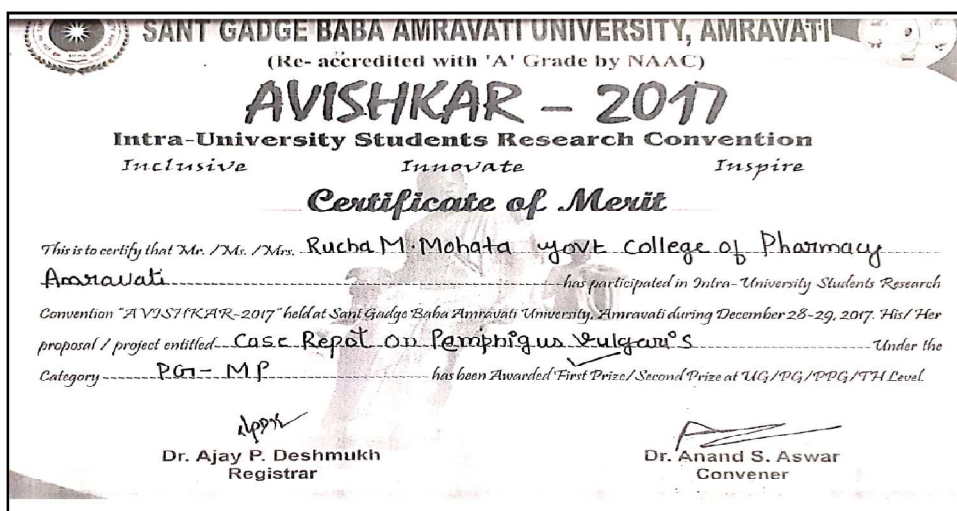 SANT GADGE BABA AMRAVATI UNIVERSITY, AMRAVATI
(Re- accredited with 'A' Grade by NAAC)
AVISHKAR – 2017
Intra-University Students Research Convention
Inclusive Innovate Inspire
Certificate of Merit
This is to certify that Mr. /Ms. /Mrs. Rucha M. Mohata Govt College of Pharmacy
Amravati has participated in Intra-University Students Research
Convention "AVISHKAR-2017" held at Sant Gadge Baba Amravati University, Amravati during December 28-29, 2017. His/ Her
proposal / project entitled Case Repot on Pemphigus Vulgari's Under the
Category PG - MP has been Awarded First Prize/ Second Prize at UG/PG/PPG/TH Level.
Dr. Ajay P. Deshmukh Dr. Anand S. Aswar
Registrar Convener